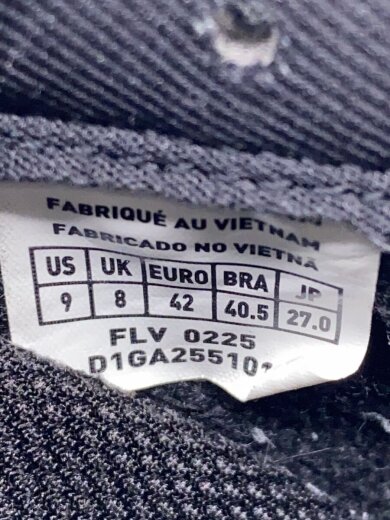 FABRIQUÉ AU VIETNAM
FABRICADO NO VIETNÃ
US UK EURO BRA JP
9 8 42 40.5 27.0
FLV 0225
D1GA25510